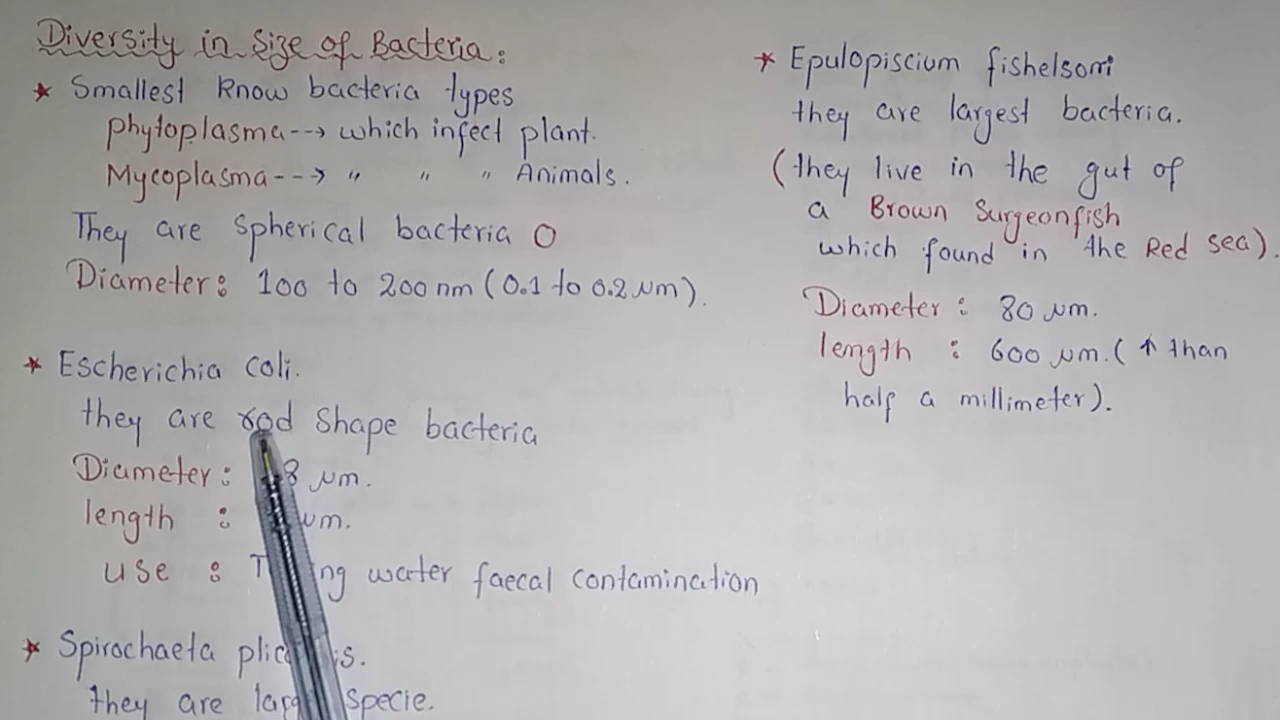 Diversity in Size of Bacteria:
* Smallest know bacteria types
Phytoplasma --> which infect plant.
Mycoplasma ---> " " " Animals.
They are Spherical bacteria O
Diameter: 100 to 200 nm (0.1 to 0.2 µm).
* Escherichia Coli.
they are rod Shape bacteria
Diameter: 8 µm.
length : µm.
use : water faecal contamination
* Spirochaeta
they are specie.
* Epulopiscium fishelsoni
they are largest bacteria.
(they live in the gut of
a Brown Surgeonfish
which found in the Red sea).
Diameter : 80 µm.
length : 600 µm. (↑ than
half a millimeter).